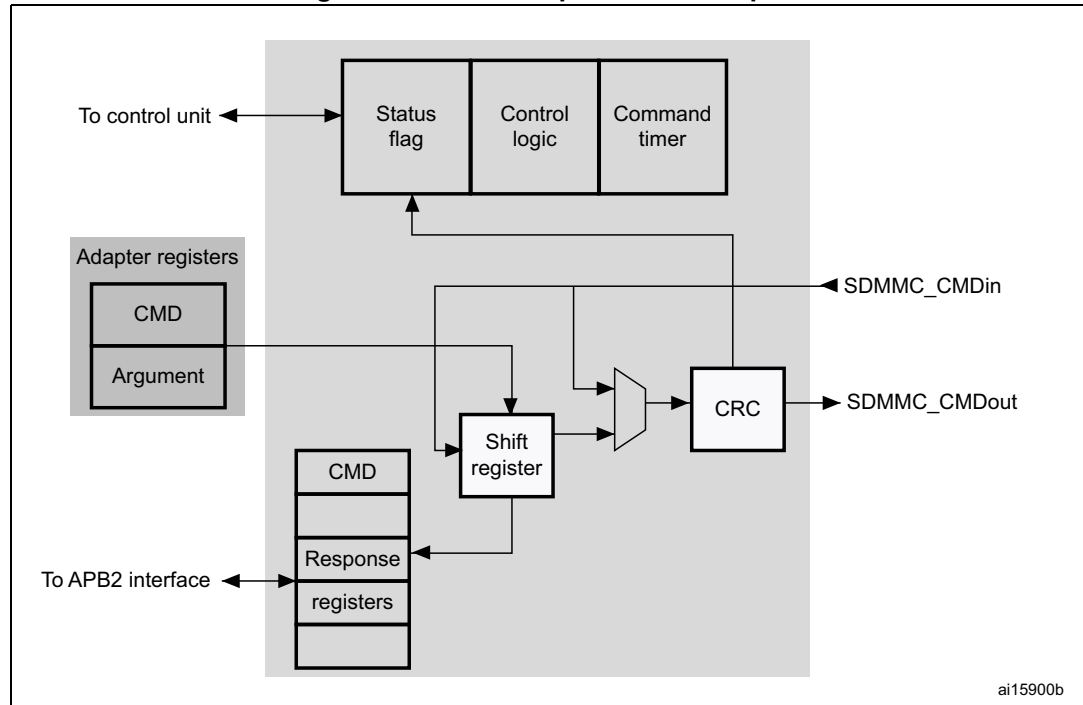 To control unit
Status
flag
Control
logic
Command
timer
Adapter registers
CMD
Argument
SDMMC_CMDin
CRC
SDMMC_CMDout
Shift
register
CMD
Response
registers
To APB2 interface
ai15900b